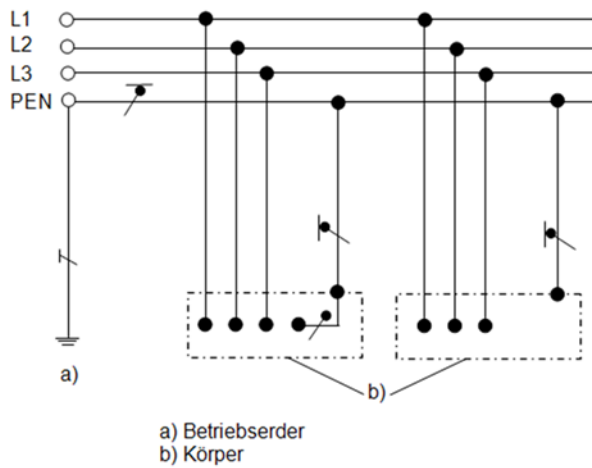 L1
L2
L3
PEN
a)
b)
a) Betriebserder
b) Körper